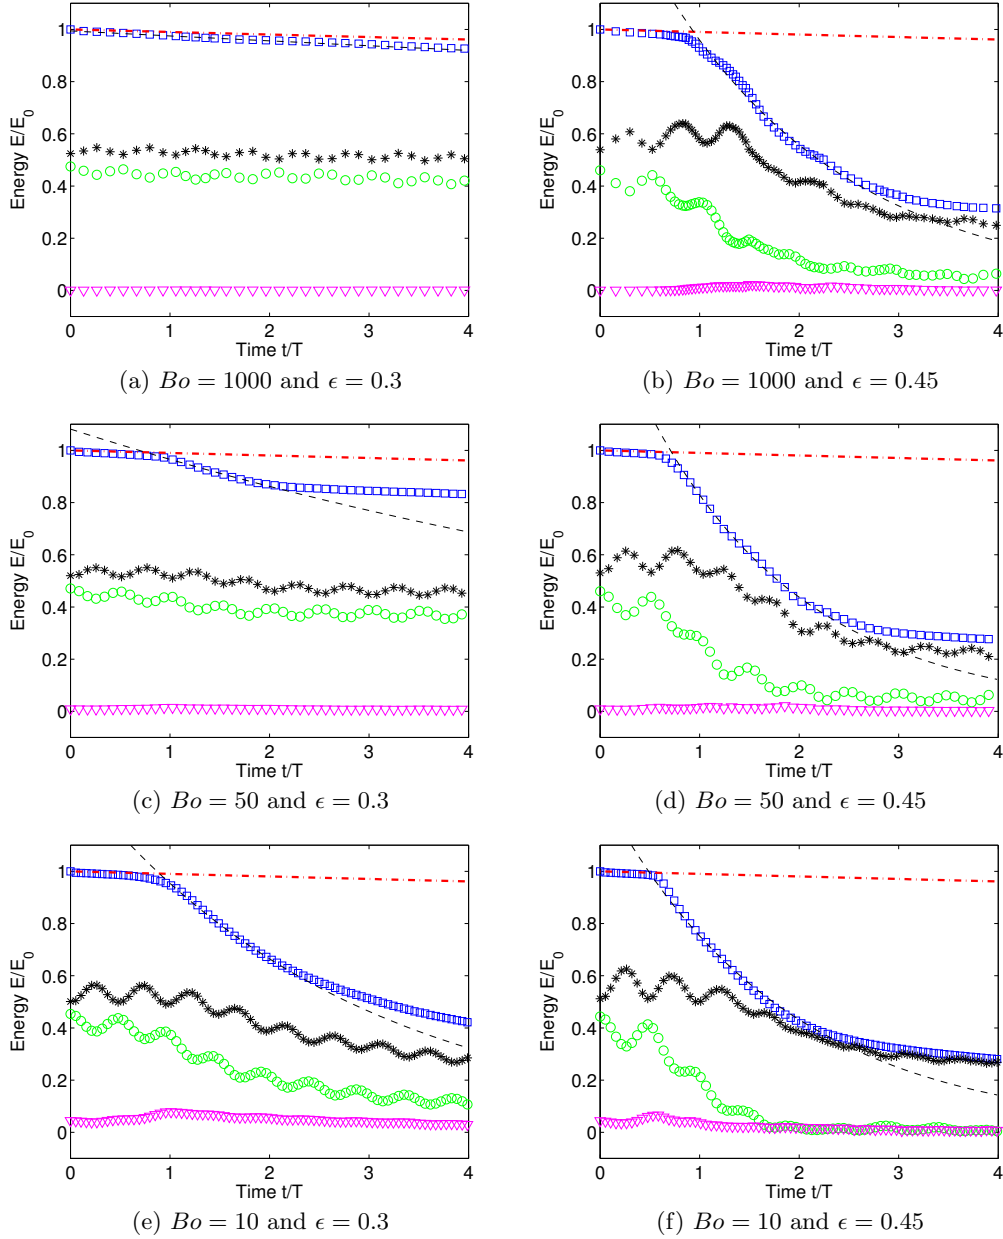 1
0.8
0.6
0.4
0.2
0
Energy E/E0
0 1 2 3 4
Time t/T
(a) Bo = 1000 and ϵ = 0.3
1
0.8
0.6
0.4
0.2
0
Energy E/E0
0 1 2 3 4
Time t/T
(b) Bo = 1000 and ϵ = 0.45
1
0.8
0.6
0.4
0.2
0
Energy E/E0
0 1 2 3 4
Time t/T
(c) Bo = 50 and ϵ = 0.3
1
0.8
0.6
0.4
0.2
0
Energy E/E0
0 1 2 3 4
Time t/T
(d) Bo = 50 and ϵ = 0.45
1
0.8
0.6
0.4
0.2
0
Energy E/E0
0 1 2 3 4
Time t/T
(e) Bo = 10 and ϵ = 0.3
1
0.8
0.6
0.4
0.2
0
Energy E/E0
0 1 2 3 4
Time t/T
(f) Bo = 10 and ϵ = 0.45